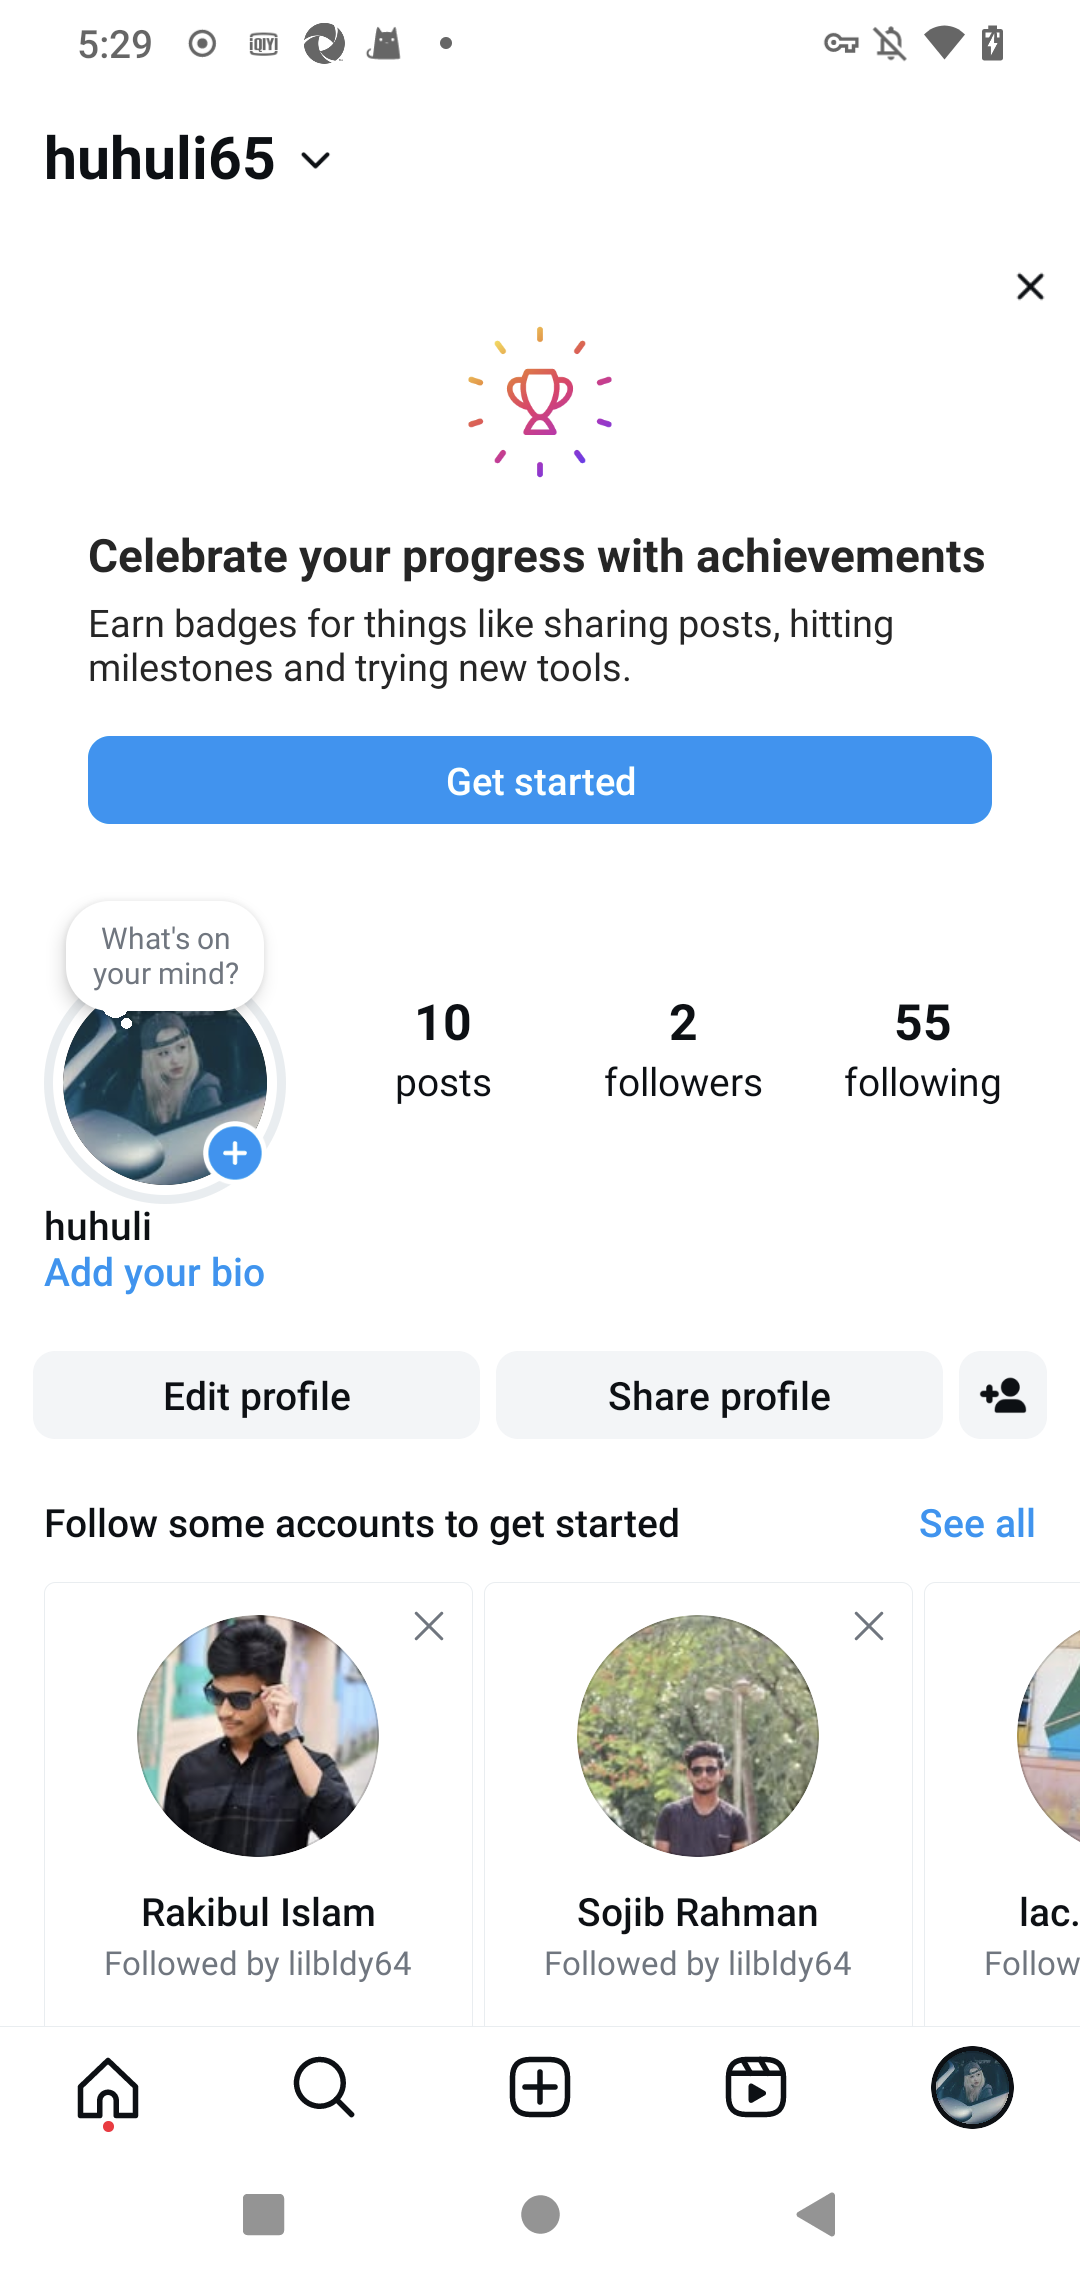 5:29
iQIYI
huhuli65
Celebrate your progress with achievements
Earn badges for things like sharing posts, hitting
milestones and trying new tools.
Get started
What's on
your mind?
10
posts
2
followers
55
following
huhuli
Add your bio
Edit profile
Share profile
Follow some accounts to get started
See all
Rakibul Islam
Followed by lilbldy64
Sojib Rahman
Followed by lilbldy64
lac.
Follow